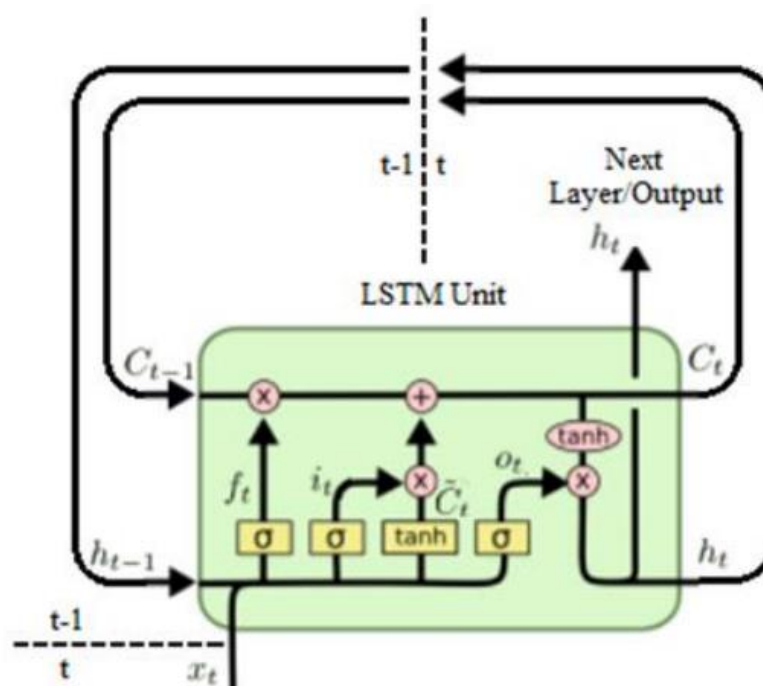 t-1 t
Next
Layer/Output
h_t
LSTM Unit
C_{t-1}
C_t
x
+
tanh
f_t
i_t
x
C̃_t
o_t
x
σ
σ
tanh
σ
h_{t-1}
h_t
t-1
t
x_t